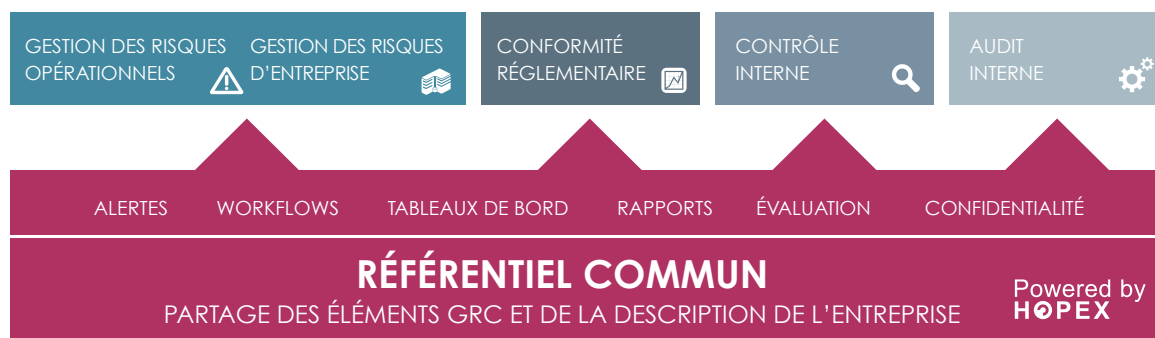 GESTION DES RISQUES
OPÉRATIONNELS
GESTION DES RISQUES
D'ENTREPRISE
CONFORMITÉ
RÉGLEMENTAIRE
CONTRÔLE
INTERNE
AUDIT
INTERNE
ALERTES WORKFLOWS TABLEAUX DE BORD RAPPORTS ÉVALUATION CONFIDENTIALITÉ
RÉFÉRENTIEL COMMUN
PARTAGE DES ÉLÉMENTS GRC ET DE LA DESCRIPTION DE L'ENTREPRISE
Powered by
HOPEX